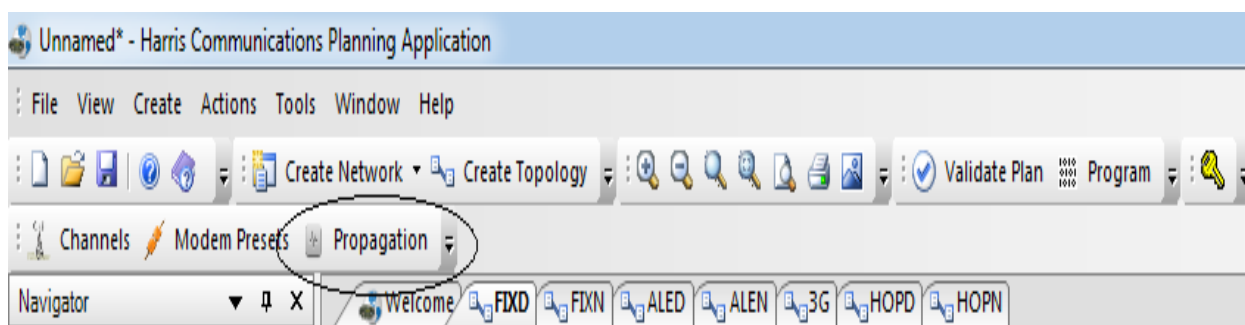 Unnamed* - Harris Communications Planning Application
File View Create Actions Tools Window Help
Create Network Create Topology Validate Plan Program
Channels Modem Presets Propagation
Navigator Welcome FIXD FIXN ALED ALEN 3G HOPD HOPN